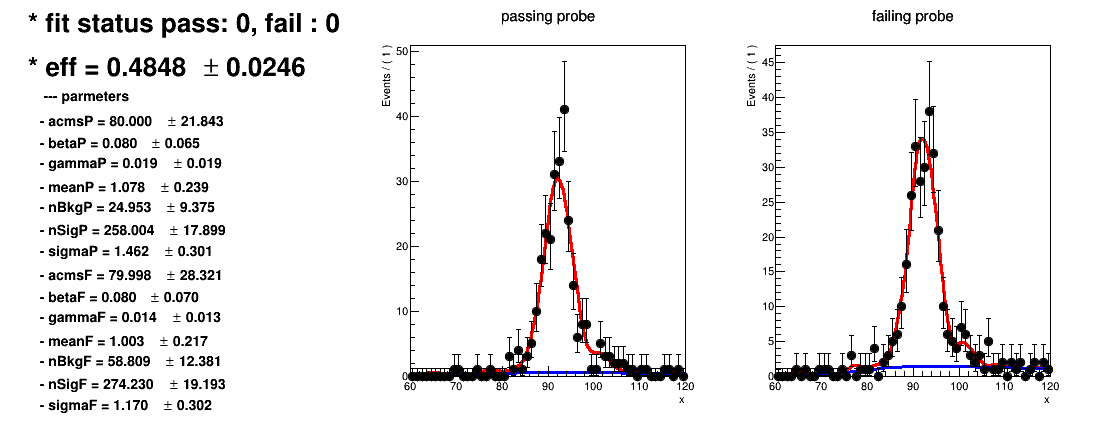 * fit status pass: 0, fail : 0
* eff = 0.4848 ± 0.0246
--- parmeters
- acmsP = 80.000 ± 21.843
- betaP = 0.080 ± 0.065
- gammaP = 0.019 ± 0.019
- meanP = 1.078 ± 0.239
- nBkgP = 24.953 ± 9.375
- nSigP = 258.004 ± 17.899
- sigmaP = 1.462 ± 0.301
- acmsF = 79.998 ± 28.321
- betaF = 0.080 ± 0.070
- gammaF = 0.014 ± 0.013
- meanF = 1.003 ± 0.217
- nBkgF = 58.809 ± 12.381
- nSigF = 274.230 ± 19.193
- sigmaF = 1.170 ± 0.302
passing probe
Events / ( 1 )
50
40
30
20
10
0
60 70 80 90 100 110 120
x
failing probe
Events / ( 1 )
45
40
35
30
25
20
15
10
5
0
60 70 80 90 100 110 120
x